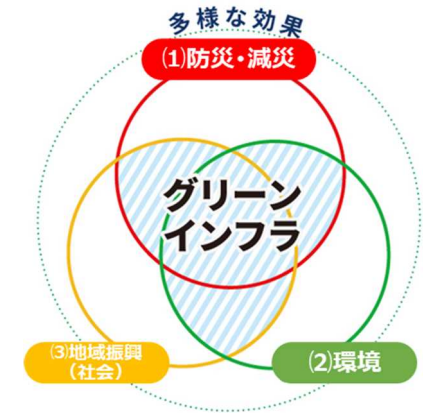 多様な効果
⑴防災・減災
グリーン
インフラ
⑶地域振興
（社会）
⑵環境